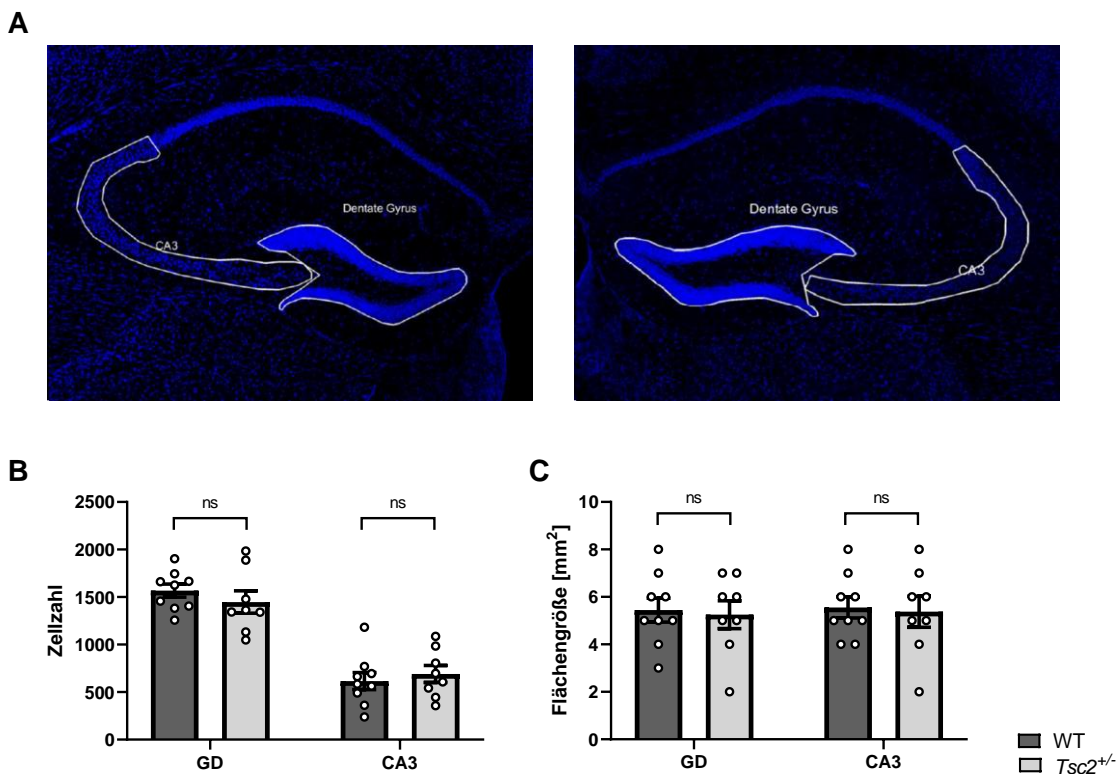 A
Dentate Gyrus
CA3
Dentate Gyrus
CA3
B
Zellzahl
2500
2000
1500
1000
500
0
ns
ns
GD
CA3
C
Flächengröße [mm²]
10
8
6
4
2
0
ns
ns
GD
CA3
WT
Tsc2+/-